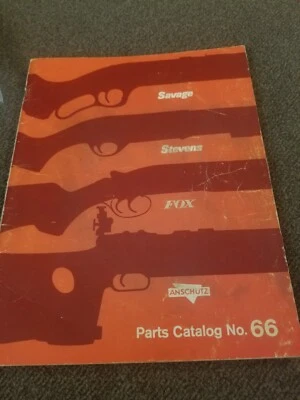 Savage
Stevens
FOX
ANSCHUTZ
Parts Catalog No. 66